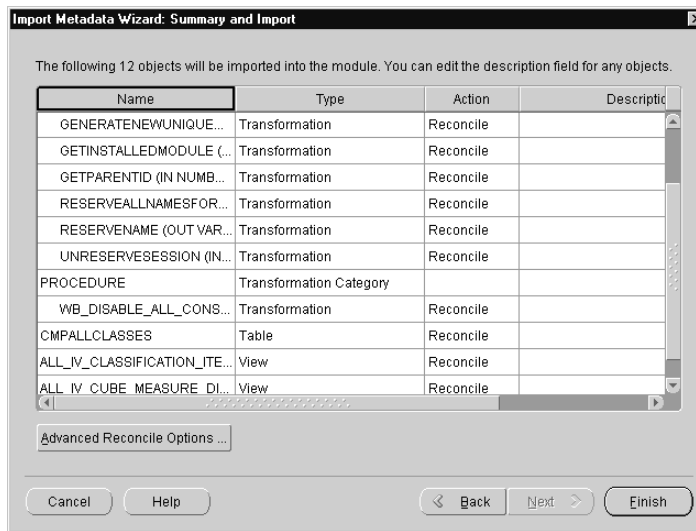 Import Metadata Wizard: Summary and Import
The following 12 objects will be imported into the module. You can edit the description field for any objects.
Name Type Action Descriptic
GENERATENEWUNIQUE... Transformation Reconcile
GETINSTALLEDMODULE (... Transformation Reconcile
GETPARENTID (IN NUMB... Transformation Reconcile
RESERVEALLNAMESFOR... Transformation Reconcile
RESERVENAME (OUT VAR... Transformation Reconcile
UNRESERVESESSION (IN... Transformation Reconcile
PROCEDURE Transformation Category
WB_DISABLE_ALL_CONS... Transformation Reconcile
CMPALLCLASSES Table Reconcile
ALL_IV_CLASSIFICATION_ITE... View Reconcile
ALL_IV_CUBE_MEASURE_DI... View Reconcile
Advanced Reconcile Options ...
Cancel Help Back Next Finish